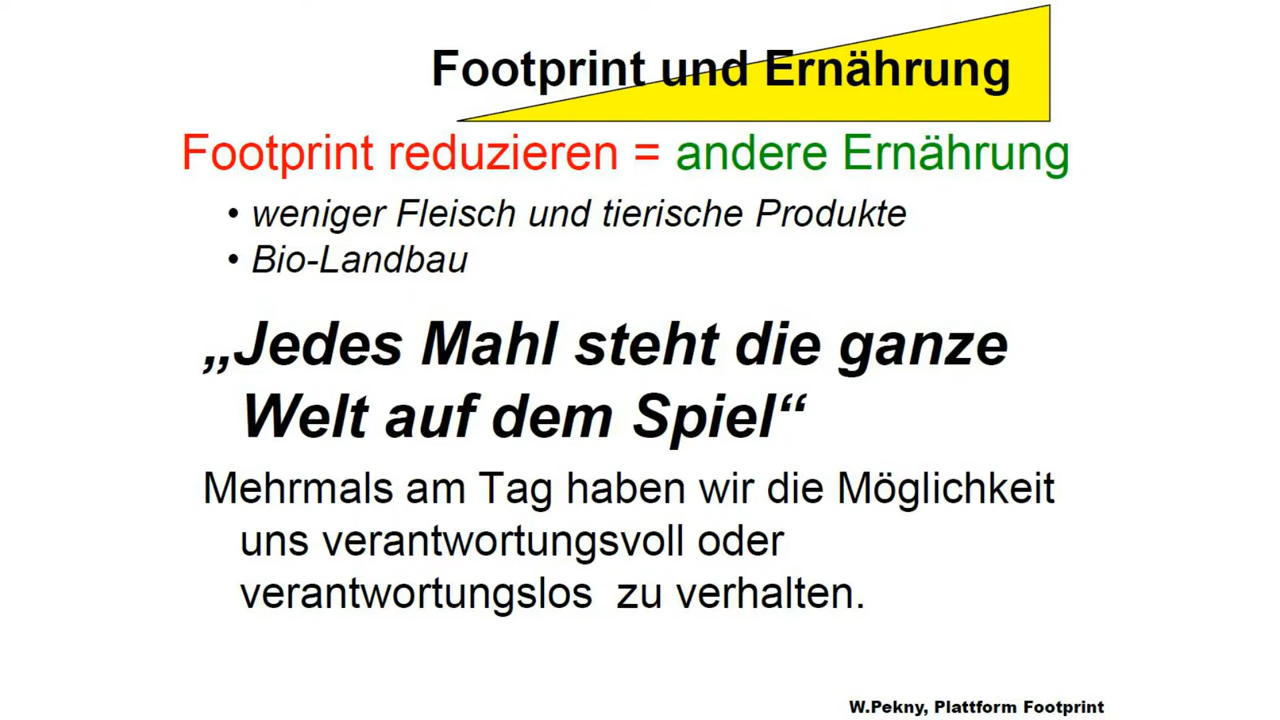 Footprint und Ernährung
Footprint reduzieren = andere Ernährung
• weniger Fleisch und tierische Produkte
• Bio-Landbau
„Jedes Mahl steht die ganze
Welt auf dem Spiel“
Mehrmals am Tag haben wir die Möglichkeit
uns verantwortungsvoll oder
verantwortungslos zu verhalten.
W.Pekny, Plattform Footprint